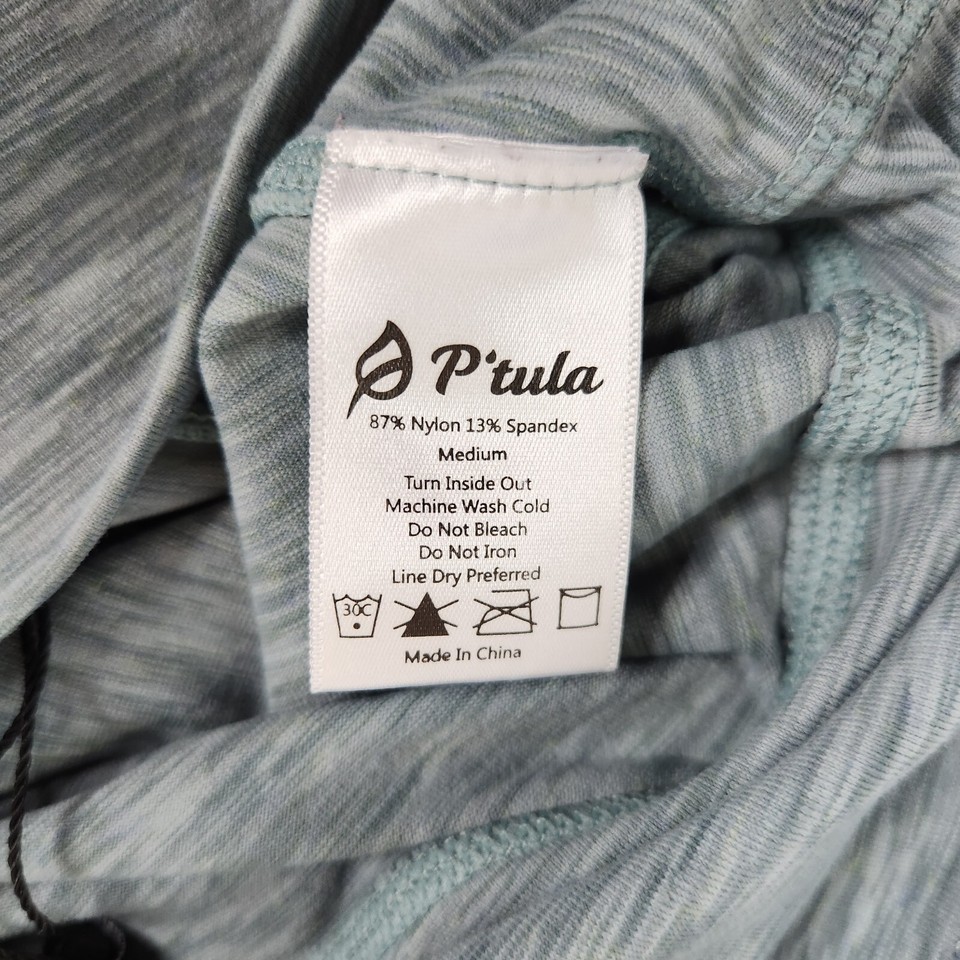 P'tula
87% Nylon 13% Spandex
Medium
Turn Inside Out
Machine Wash Cold
Do Not Bleach
Do Not Iron
Line Dry Preferred
30C
Made In China